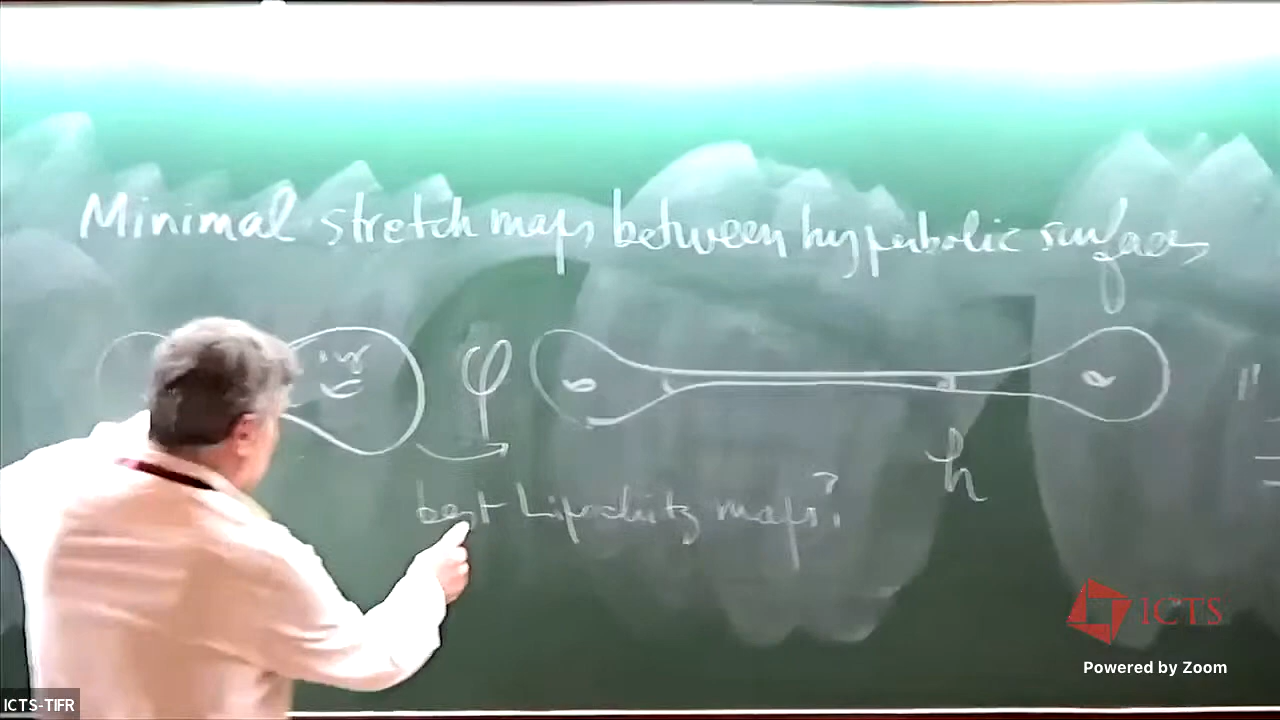 Minimal stretch maps between hyperbolic surfaces
φ
h
best Lipschitz maps?
ICTS
Powered by Zoom
ICTS-TIFR